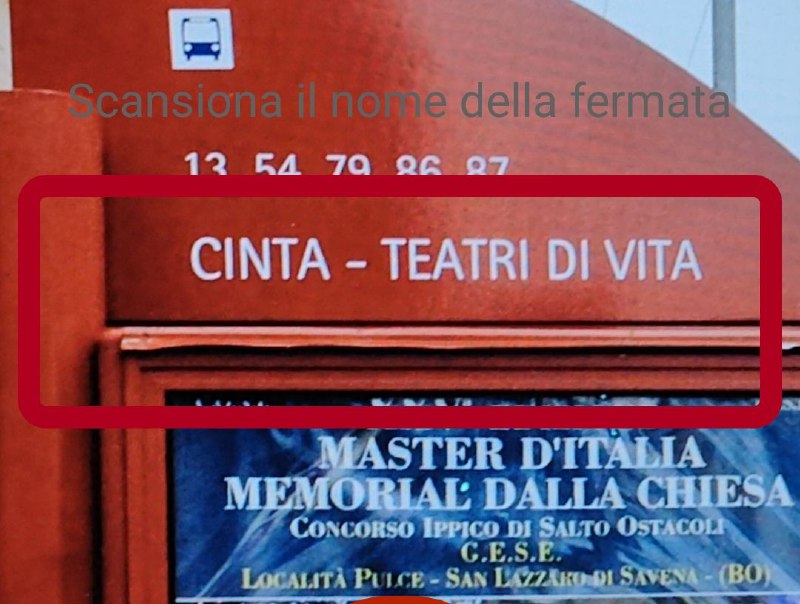 Scansiona il nome della fermata
13 54 79 86 87
CINTA - TEATRI DI VITA
MASTER D'ITALIA
MEMORIAL DALLA CHIESA
CONCORSO IPPICO DI SALTO OSTACOLI
G.E.S.E.
LOCALITÀ PULCE - SAN LAZZARO DI SAVENA - (BO)